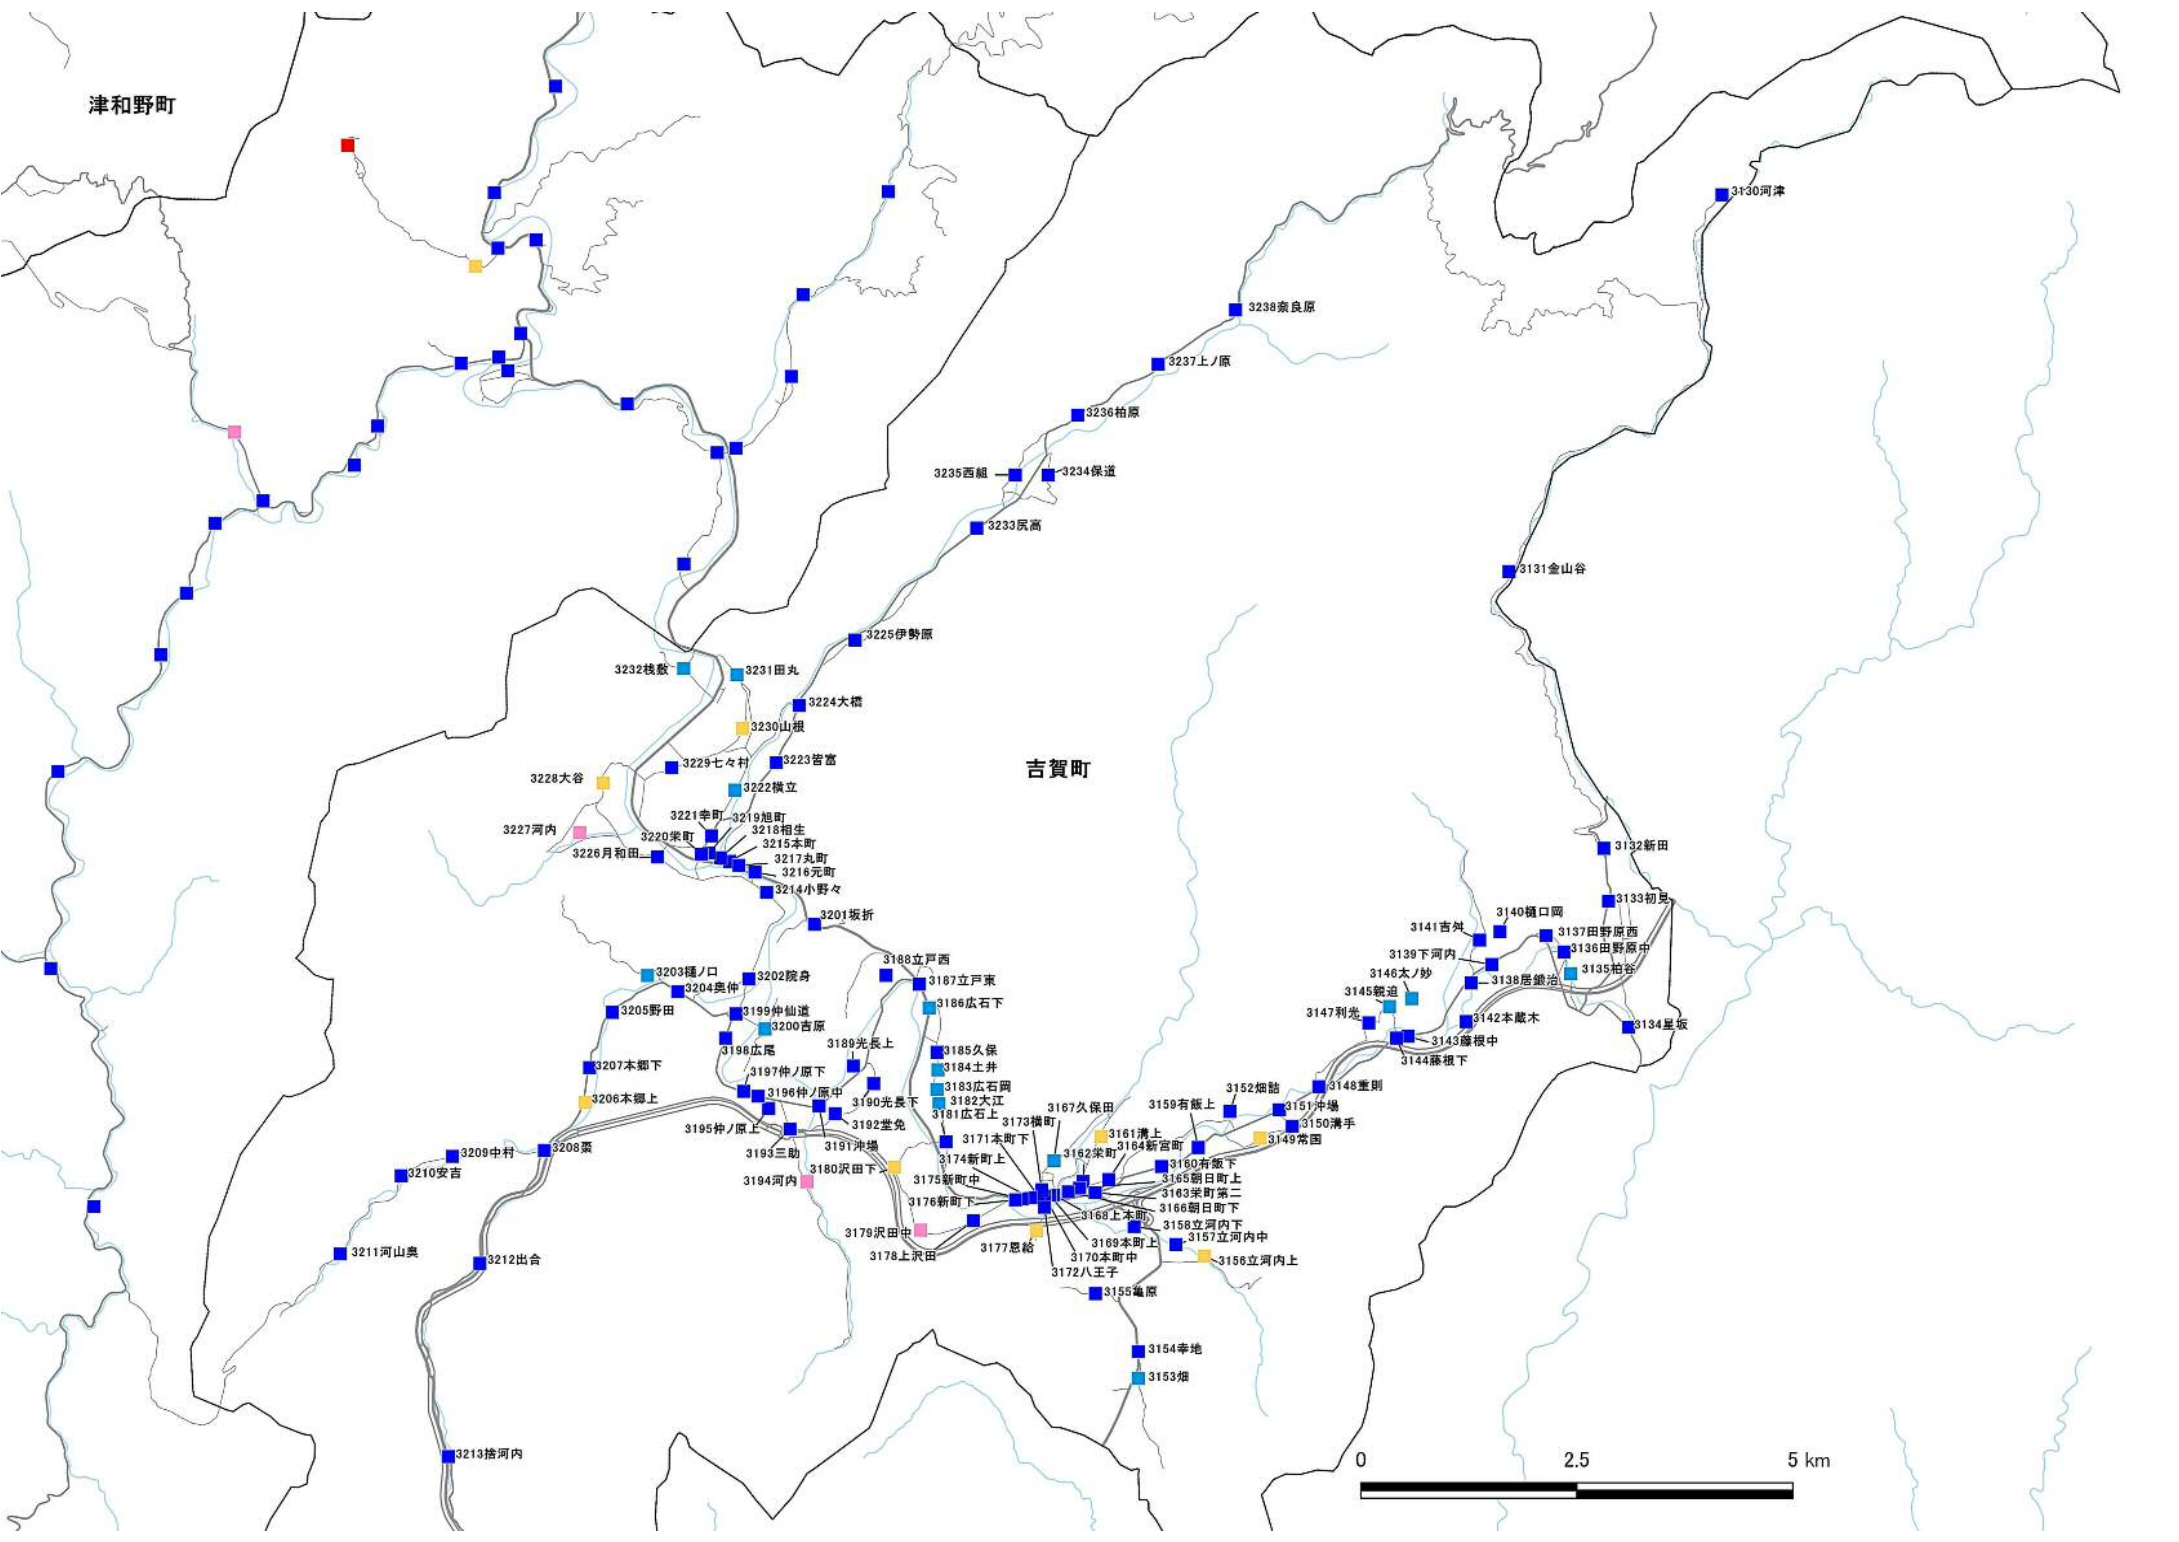 津和野町
3130河津
3238奈良原
3237上ノ原
3236柏原
3235西組
3234保道
3233尻高
3131金山谷
3225伊勢原
3232桟敷
3231田丸
3224大橋
3230山根
3223皆富
3229七々村
吉賀町
3228大谷
3222横立
3221幸町
3219旭町
3227河内
3220栄町
3218相生
3215本町
3226月和田
3217丸町
3216元町
3214小野々
3132新田
3133初見
3201坂折
3140樋口岡
3141吉舛
3137田野原西
3136田野原中
3139下河内
3188立戸西
3203樋ノ口
3202院身
3187立戸東
3146太ノ妙
3135柏谷
3204奥仲
3138居鍛冶
3145親迫
3186広石下
3205野田
3199仲仙道
3147利光
3142本蔵木
3200吉原
3134星坂
3189光長上
3143藤根中
3198広尾
3185久保
3144藤根下
3207本郷下
3197仲ノ原下
3184土井
3183広石岡
3148重則
3152畑詰
3196仲ノ原中
3206本郷上
3190光長下
3182大江
3167久保田
3159有飯上
3151沖場
3181広石上
3173横町
3150溝手
3192堂免
3195仲ノ原上
3161溝上
3149常国
3171本町下
3191沖場
3164新宮町
3208棗
3209中村
3193三助
3162栄町
3174新町上
3160有飯下
3180沢田下
3210安吉
3194河内
3175新町中
3165朝日町上
3163栄町第二
3176新町下
3166朝日町下
3168上本町
3158立河内下
3179沢田中
3157立河内中
3169本町上
3177恩給
3178上沢田
3170本町中
3211河山奥
3212出合
3156立河内上
3172八王子
3155亀原
3154幸地
3153畑
3213捨河内
0 2.5 5 km